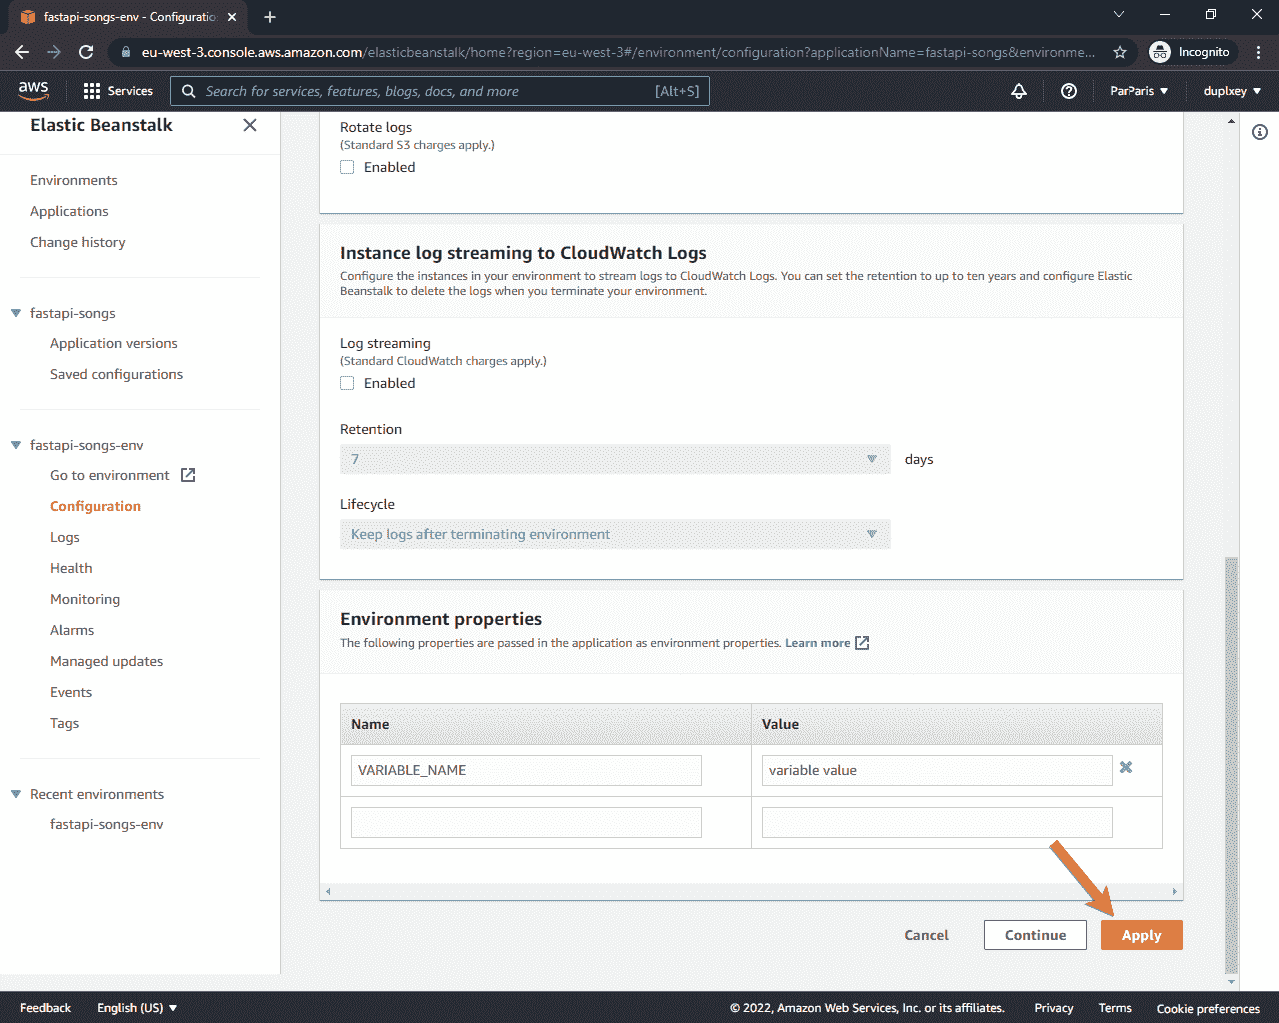 fastapi-songs-env - Configuratio
eu-west-3.console.aws.amazon.com/elasticbeanstalk/home?region=eu-west-3#/environment/configuration?applicationName=fastapi-songs&environme...
Incognito
aws
Services
Search for services, features, blogs, docs, and more
[Alt+S]
ParParis
duplxey
Elastic Beanstalk
Environments
Applications
Change history
fastapi-songs
Application versions
Saved configurations
fastapi-songs-env
Go to environment
Configuration
Logs
Health
Monitoring
Alarms
Managed updates
Events
Tags
Recent environments
fastapi-songs-env
Rotate logs
(Standard S3 charges apply.)
Enabled
Instance log streaming to CloudWatch Logs
Configure the instances in your environment to stream logs to CloudWatch Logs. You can set the retention to up to ten years and configure Elastic
Beanstalk to delete the logs when you terminate your environment.
Log streaming
(Standard CloudWatch charges apply.)
Enabled
Retention
7
days
Lifecycle
Keep logs after terminating environment
Environment properties
The following properties are passed in the application as environment properties. Learn more
Name
Value
VARIABLE_NAME
variable value
Cancel
Continue
Apply
Feedback
English (US)
© 2022, Amazon Web Services, Inc. or its affiliates.
Privacy
Terms
Cookie preferences